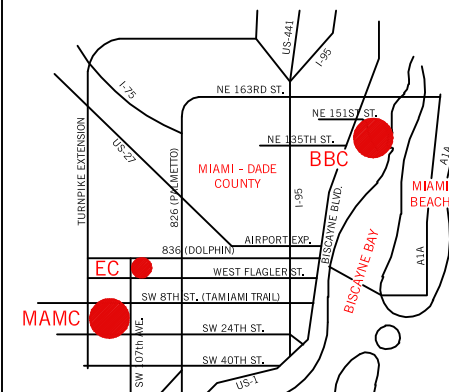 US-441
I-95
I-75
NE 163RD ST.
NE 151ST ST.
US-27
NE 135TH ST.
BBC
A1A
TURNPIKE EXTENSION
826 (PALMETTO)
MIAMI - DADE
COUNTY
I-95
MIAMI
BEACH
BISCAYNE BLVD.
BISCAYNE BAY
AIRPORT EXP.
836 (DOLPHIN)
A1A
EC
WEST FLAGLER ST.
SW 8TH ST. (TAMIAMI TRAIL)
MAMC
SW 107th AVE.
SW 24TH ST.
SW 40TH ST.
US-1